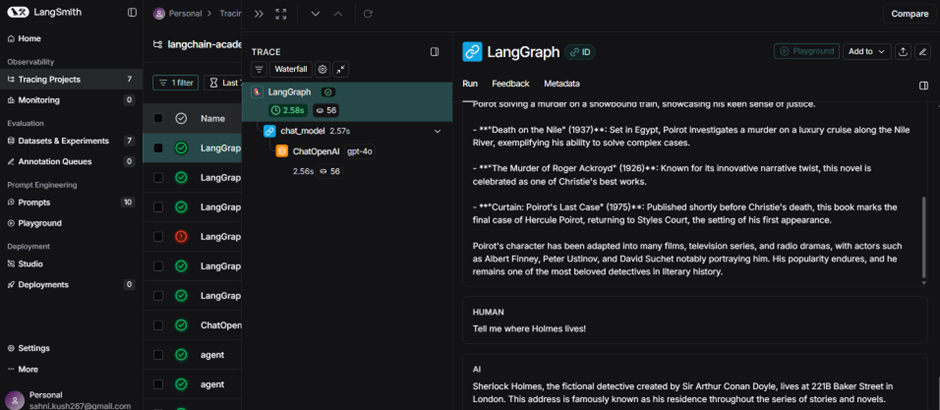 LangSmith
Personal > Tracin
Compare
Home
Observability
Tracing Projects 7
Monitoring 0
Evaluation
Datasets & Experiments 7
Annotation Queues 0
Prompt Engineering
Prompts 10
Playground
Deployment
Studio
Deployments 0
Settings
More
Personal
sahni.kush267@gmail.com
langchain-acade
1 filter
Last 7
Name
LangGrap
LangGrap
LangGrap
LangGrap
LangGrap
LangGrap
ChatOpen
agent
agent
TRACE
Waterfall
LangGraph
2.58s 56
chat_model 2.57s
ChatOpenAI gpt-4o
2.56s 56
LangGraph ID
Playground
Add to
Run Feedback Metadata
Poirot solving a murder on a snowbound train, showcasing his keen sense of justice.
- **"Death on the Nile" (1937)**: Set in Egypt, Poirot investigates a murder on a luxury cruise along the Nile
River, exemplifying his ability to solve complex cases.
- **"The Murder of Roger Ackroyd" (1926)**: Known for its innovative narrative twist, this novel is
celebrated as one of Christie's best works.
- **"Curtain: Poirot's Last Case" (1975)**: Published shortly before Christie's death, this book marks the
final case of Hercule Poirot, returning to Styles Court, the setting of his first appearance.
Poirot's character has been adapted into many films, television series, and radio dramas, with actors such
as Albert Finney, Peter Ustinov, and David Suchet notably portraying him. His popularity endures, and he
remains one of the most beloved detectives in literary history.
HUMAN
Tell me where Holmes lives!
AI
Sherlock Holmes, the fictional detective created by Sir Arthur Conan Doyle, lives at 221B Baker Street in
London. This address is famously known as his residence throughout the series of stories and novels.